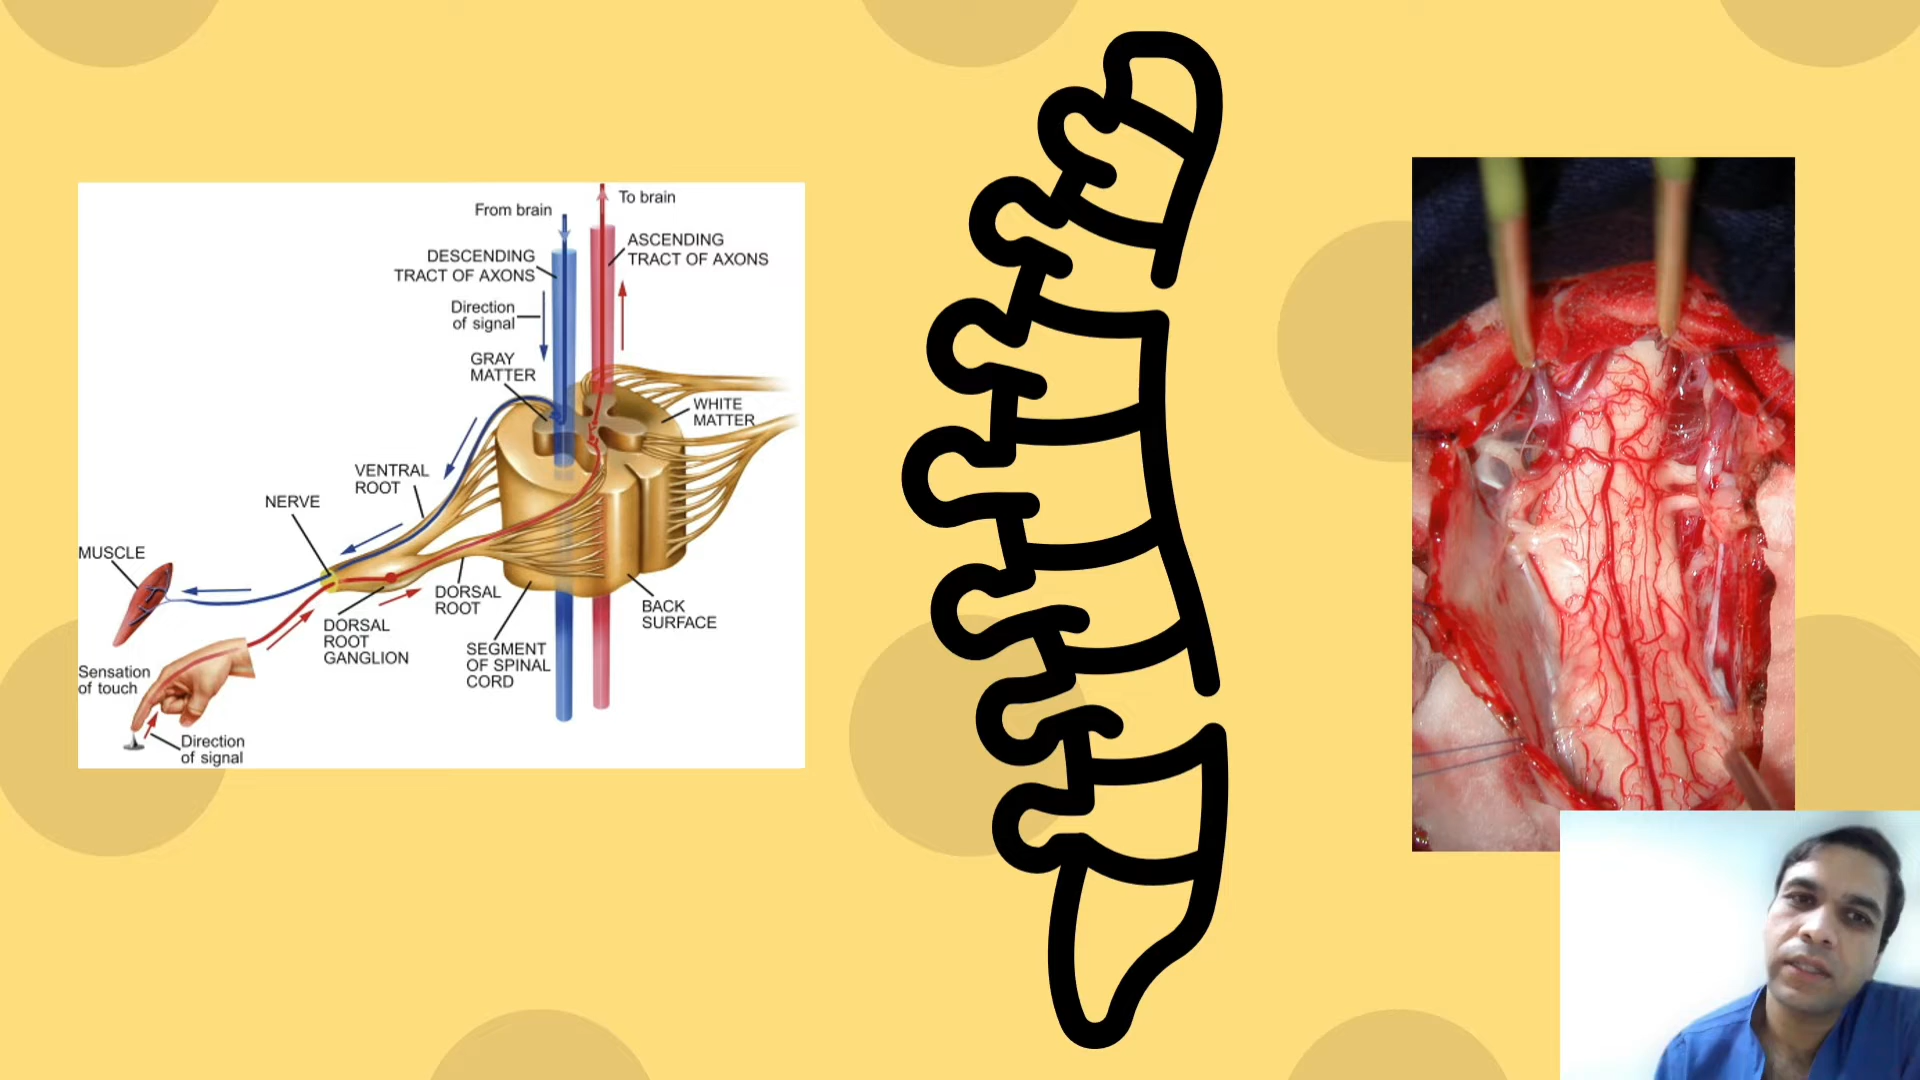 From brain
To brain
DESCENDING
TRACT OF AXONS
ASCENDING
TRACT OF AXONS
Direction
of signal
GRAY
MATTER
WHITE
MATTER
VENTRAL
ROOT
NERVE
MUSCLE
DORSAL
ROOT
BACK
SURFACE
DORSAL
ROOT
GANGLION
SEGMENT
OF SPINAL
CORD
Sensation
of touch
Direction
of signal